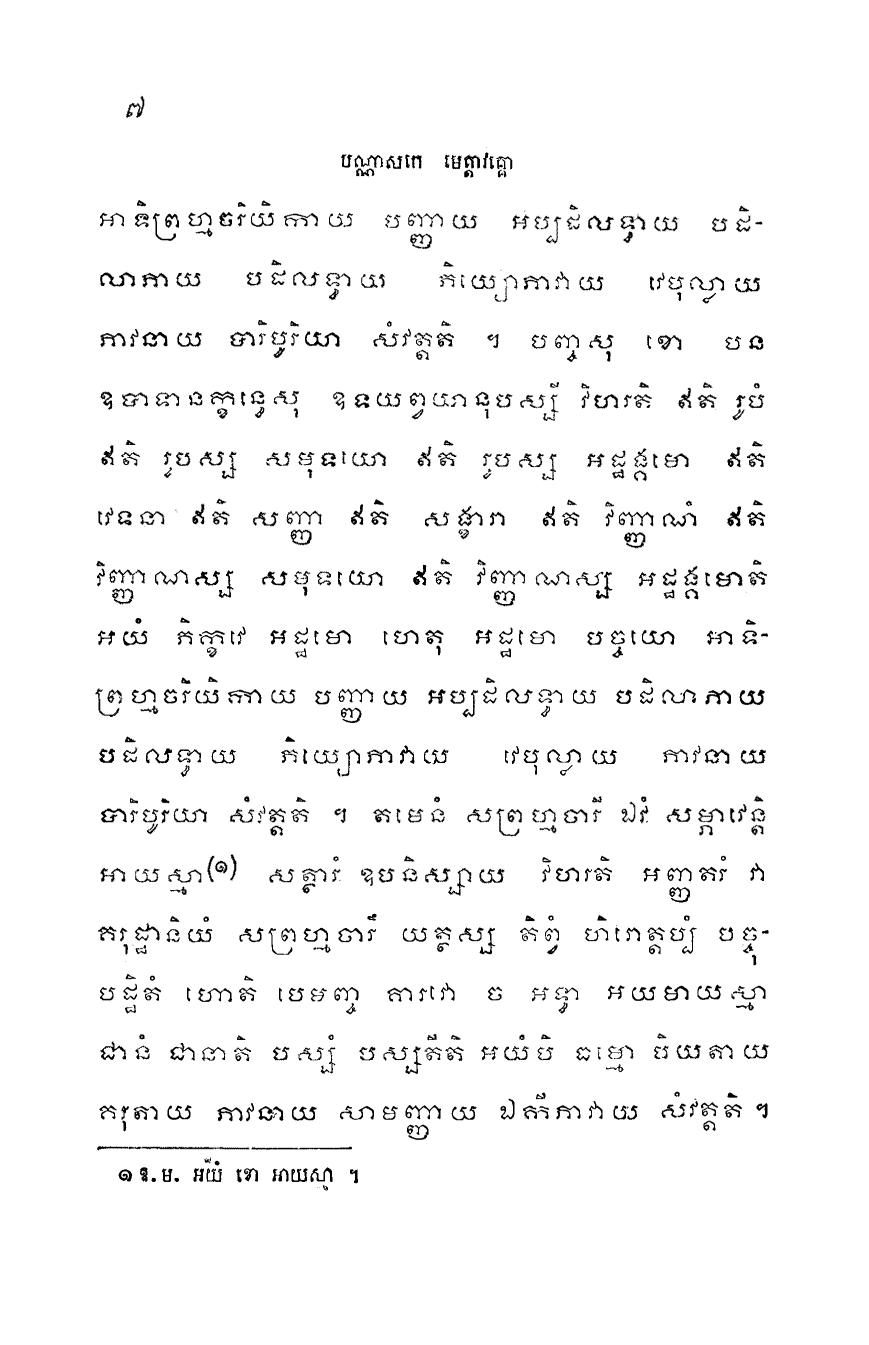 ៧
បណ្ណាសកេ មេត្តាវគ្គោ
អាទិព្រហ្មចរិយិកាយ បញ្ញាយ អប្បដិលទ្ធាយ បដិ-
លាភាយ បដិលទ្ធាយ ភិយ្យោភាវាយ វេបុល្លាយ
ភាវនាយ បារិបូរិយា សំវត្តតិ ។ បញ្ចសុ ខោ បន
ឧបាទានក្ខន្ធេសុ ឧទយព្វយានុបស្សី វិហរតិ ឥតិ រូបំ
ឥតិ រូបស្ស សមុទយោ ឥតិ រូបស្ស អដ្ឋង្គមោ ឥតិ
វេទនា ឥតិ សញ្ញា ឥតិ សង្ខារា ឥតិ វិញ្ញាណំ ឥតិ
វិញ្ញាណស្ស សមុទយោ ឥតិ វិញ្ញាណស្ស អដ្ឋង្គមោតិ
អយំ ភិក្ខវេ អដ្ឋមោ ហេតុ អដ្ឋមោ បច្ចយោ អាទិ-
ព្រហ្មចរិយិកាយ បញ្ញាយ អប្បដិលទ្ធាយ បដិលាភាយ
បដិលទ្ធាយ ភិយ្យោភាវាយ វេបុល្លាយ ភាវនាយ
បារិបូរិយា សំវត្តតិ ។ តមេនំ សព្រហ្មចារី ឯវំ សម្ភាវេន្តិ
អាយស្មា(១) សត្ថារំ ឧបនិស្សាយ វិហរតិ អញ្ញតរំ វា
គរុដ្ឋានិយំ សព្រហ្មចារឹ យត្ថស្ស តិព្វំ ហិរោត្តប្បំ បច្ចុ-
បដ្ឋិតំ ហោតិ បេមញ្ច គារវោ ច អទ្ធា អយមាយស្មា
ជានំ ជានាតិ បស្សំ បស្សតីតិ អយំបិ ធម្មោ បិយតាយ
គរុតាយ ភាវនាយ សាមញ្ញាយ ឯកីភាវាយ សំវត្តតិ ។
១ ឱ. ម. អយំ ខោ អាយស្មា ។